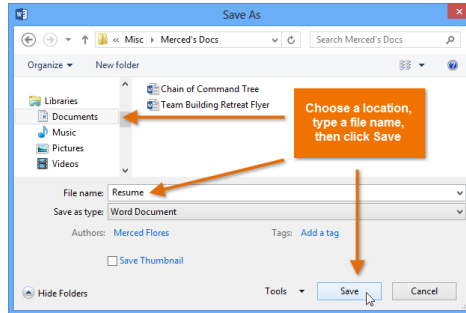 Save As
« Misc ▸ Merced's Docs
Search Merced's Docs
Organize
New folder
Libraries
Documents
Music
Pictures
Videos
Chain of Command Tree
Team Building Retreat Flyer
Choose a location,
type a file name,
then click Save
File name: Resume
Save as type: Word Document
Authors: Merced Flores
Tags: Add a tag
Save Thumbnail
Hide Folders
Tools
Save
Cancel